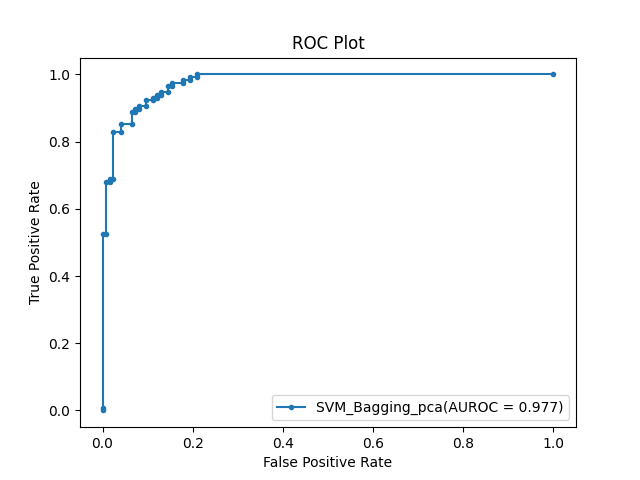 ROC Plot
1.0
0.8
0.6
0.4
0.2
0.0
True Positive Rate
SVM_Bagging_pca(AUROC = 0.977)
0.0 0.2 0.4 0.6 0.8 1.0
False Positive Rate